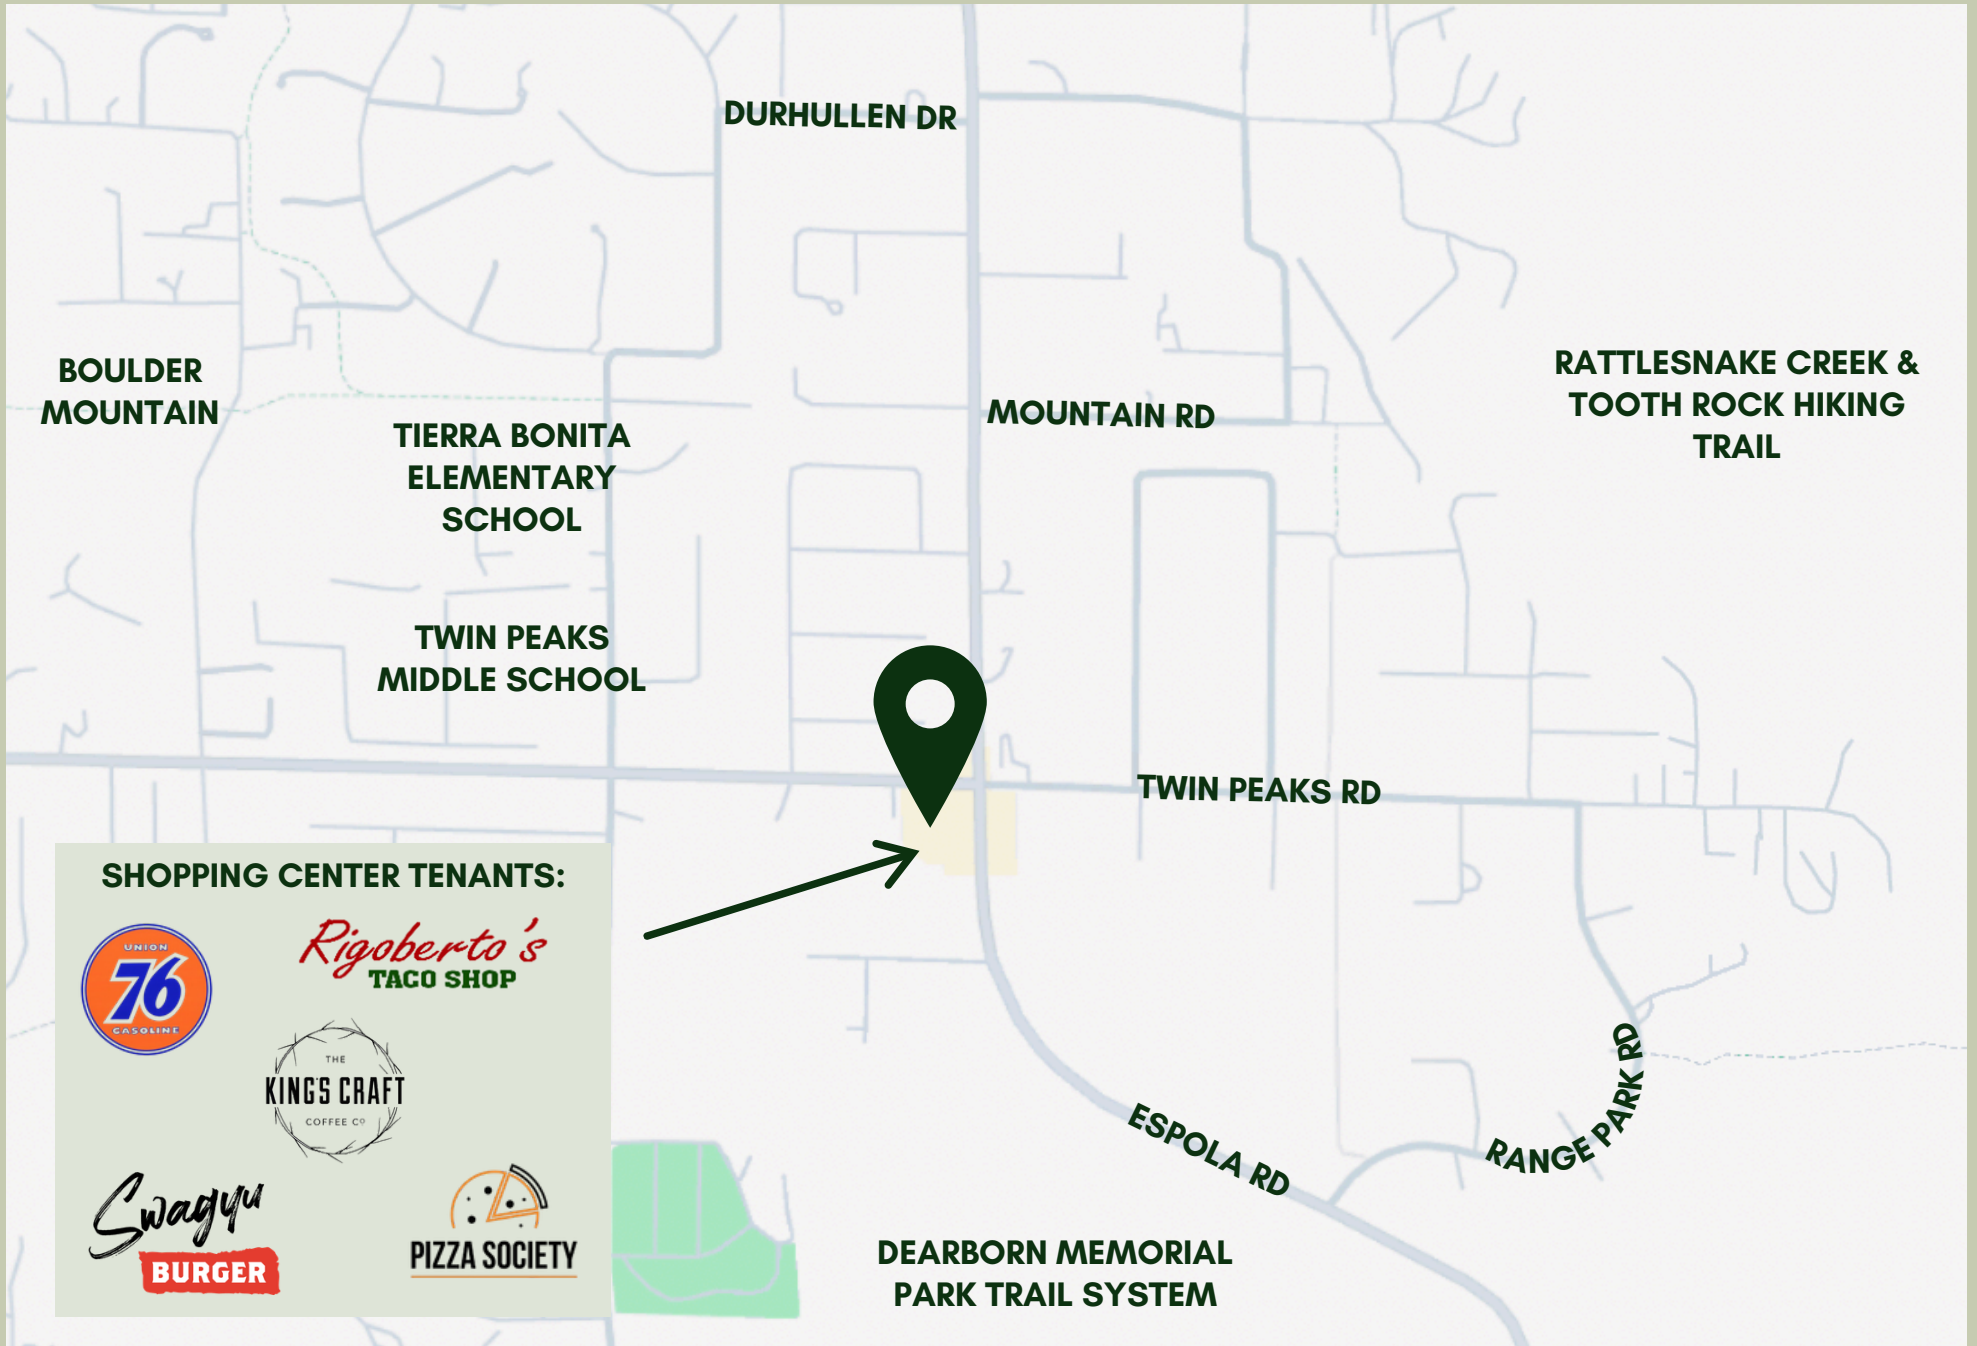 DURHULLEN DR
BOULDER
MOUNTAIN
RATTLESNAKE CREEK &
TOOTH ROCK HIKING
TRAIL
MOUNTAIN RD
TIERRA BONITA
ELEMENTARY
SCHOOL
TWIN PEAKS
MIDDLE SCHOOL
TWIN PEAKS RD
SHOPPING CENTER TENANTS:
UNION
76
GASOLINE
Rigoberto's
TACO SHOP
THE
KING'S CRAFT
COFFEE CO
Swagyu
BURGER
PIZZA SOCIETY
RANGE PARK RD
ESPOLA RD
DEARBORN MEMORIAL
PARK TRAIL SYSTEM